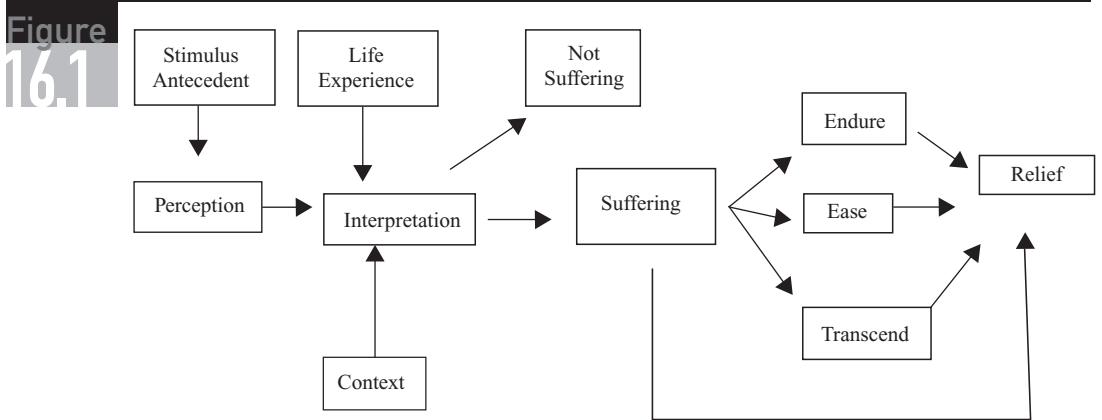 Figure
16.1
Stimulus
Antecedent
Life
Experience
Not
Suffering
Endure
Relief
Perception
Interpretation
Suffering
Ease
Transcend
Context